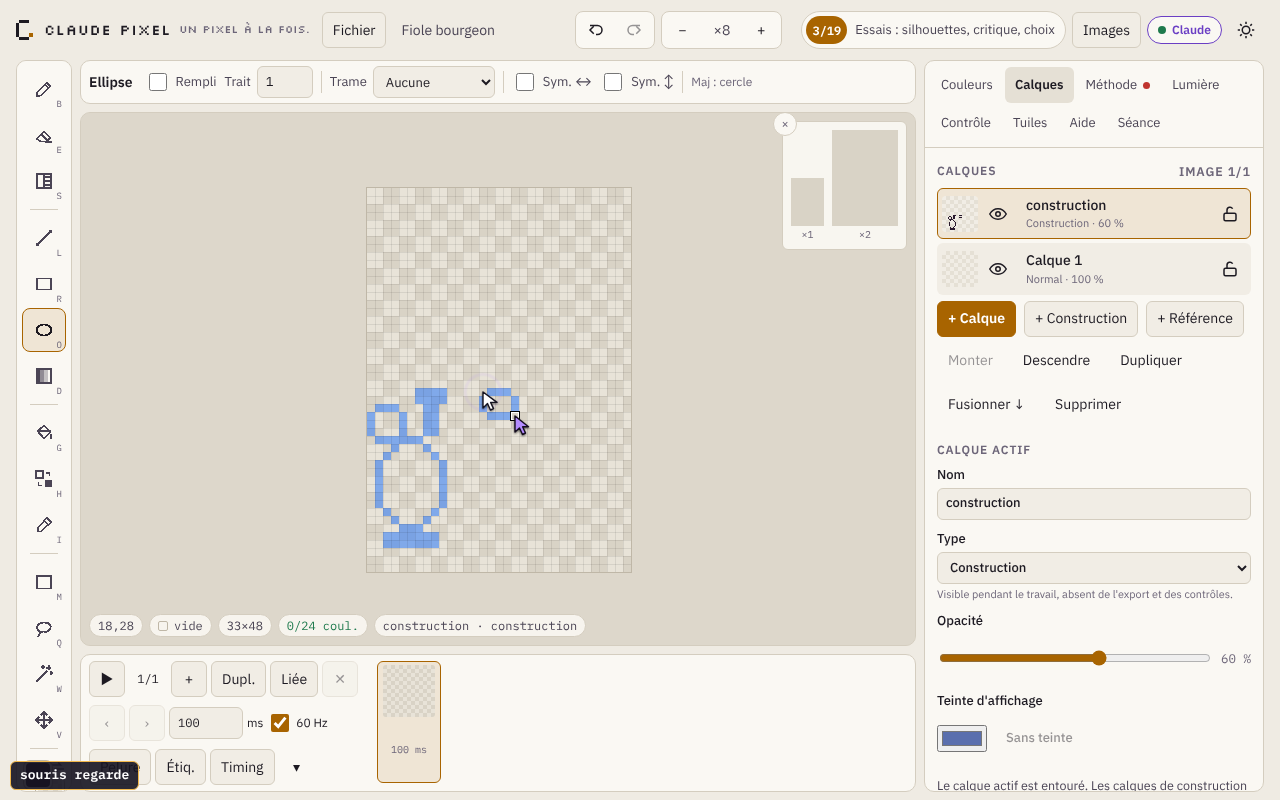 CLAUDE PIXEL UN PIXEL À LA FOIS. Fichier Fiole bourgeon − ×8 + 3/19 Essais : silhouettes, critique, choix Images Claude
B
E
S
L
R
O
D
G
H
I
M
Q
W
V
Ellipse Rempli Trait 1 Trame Aucune Sym. ↔ Sym. ↕ Maj : cercle
×
×1 ×2
18,28 vide 33×48 0/24 coul. construction · construction
▶ 1/1 + Dupl. Liée ×
‹ › 100 ms 60 Hz
Étiq. Timing ▼
100 ms
souris regarde
Couleurs Calques Méthode Lumière
Contrôle Tuiles Aide Séance
CALQUES IMAGE 1/1
construction
Construction · 60 %
Calque 1
Normal · 100 %
+ Calque + Construction + Référence
Monter Descendre Dupliquer
Fusionner ↓ Supprimer
CALQUE ACTIF
Nom
construction
Type
Construction
Visible pendant le travail, absent de l'export et des contrôles.
Opacité
60 %
Teinte d'affichage
Sans teinte
Le calque actif est entouré. Les calques de construction